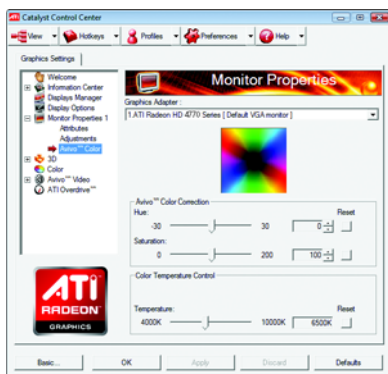 ATI Catalyst Control Center
View Hotkeys Profiles Preferences Help
Graphics Settings
Welcome
Information Center
Displays Manager
Display Options
Monitor Properties 1
Attributes
Adjustments
Avivo™ Color
3D
Color
Avivo™ Video
ATI Overdrive™
ATI
RADEON
GRAPHICS
Monitor Properties
Graphics Adapter:
1.ATI Radeon HD 4770 Series [ Default VGA monitor ]
Avivo™ Color Correction
Hue: Reset
-30 30 0
Saturation:
0 200 100
Color Temperature Control
Temperature: Reset
4000K 10000K 6500K
Basic... OK Apply Discard Defaults